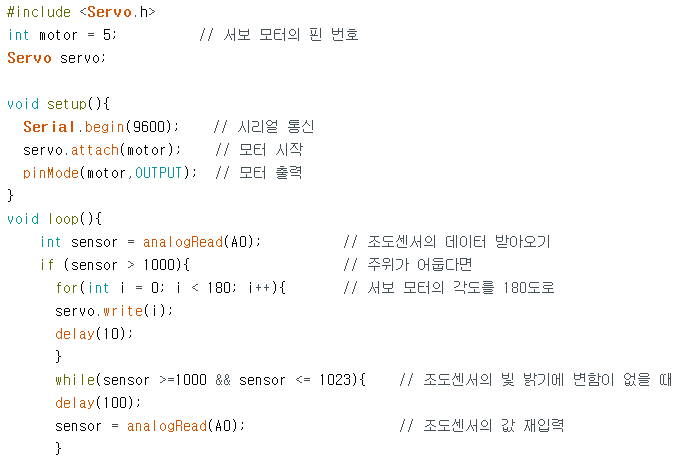 #include <Servo.h>
int motor = 5;          // 서보 모터의 핀 번호
Servo servo;
void setup(){
  Serial.begin(9600);    // 시리얼 통신
  servo.attach(motor);    // 모터 시작
  pinMode(motor,OUTPUT);  // 모터 출력
}
void loop(){
    int sensor = analogRead(A0);          // 조도센서의 데이터 받아오기
    if (sensor > 1000){                   // 주위가 어둡다면
      for(int i = 0; i < 180; i++){       // 서보 모터의 각도를 180도로
      servo.write(i);
      delay(10);
      }
      while(sensor >=1000 && sensor <= 1023){    // 조도센서의 빛 밝기에 변함이 없을 때
      delay(100);
      sensor = analogRead(A0);                   // 조도센서의 값 재입력
      }